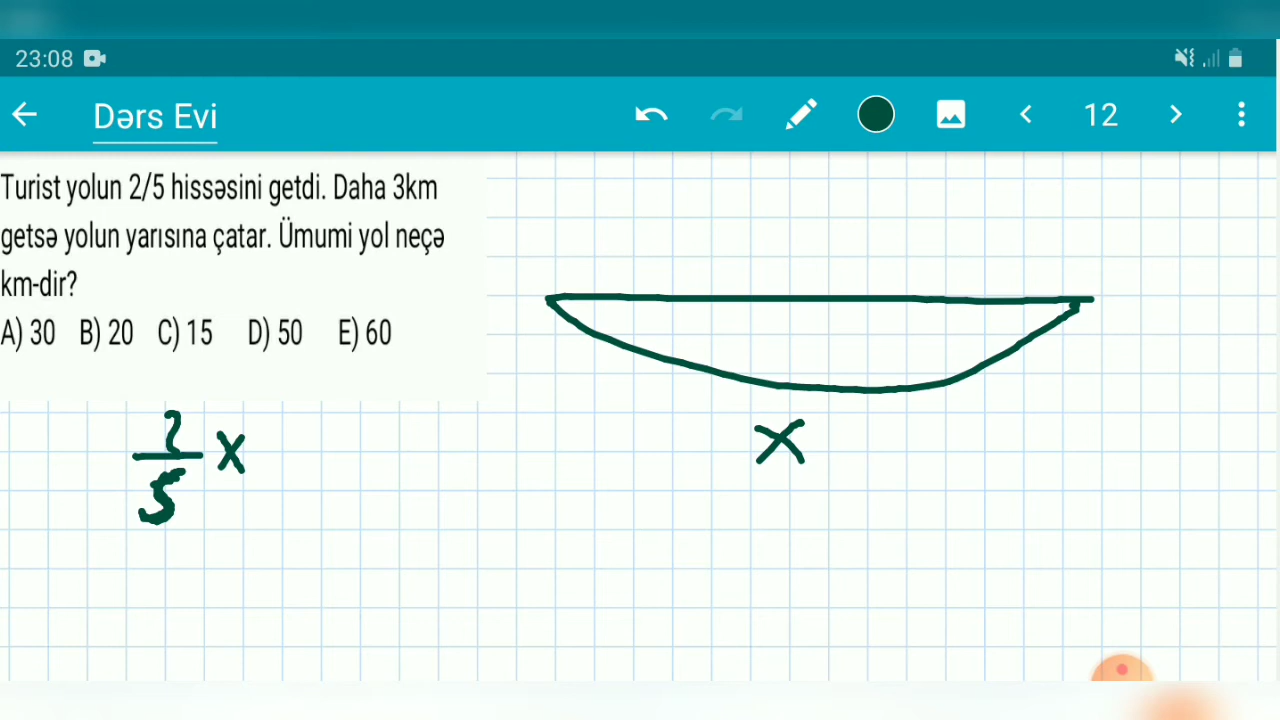 23:08
Dərs Evi
12
Turist yolun 2/5 hissəsini getdi. Daha 3km
getsə yolun yarısına çatar. Ümumi yol neçə
km-dir?
A) 30 B) 20 C) 15 D) 50 E) 60
2/5 x
x